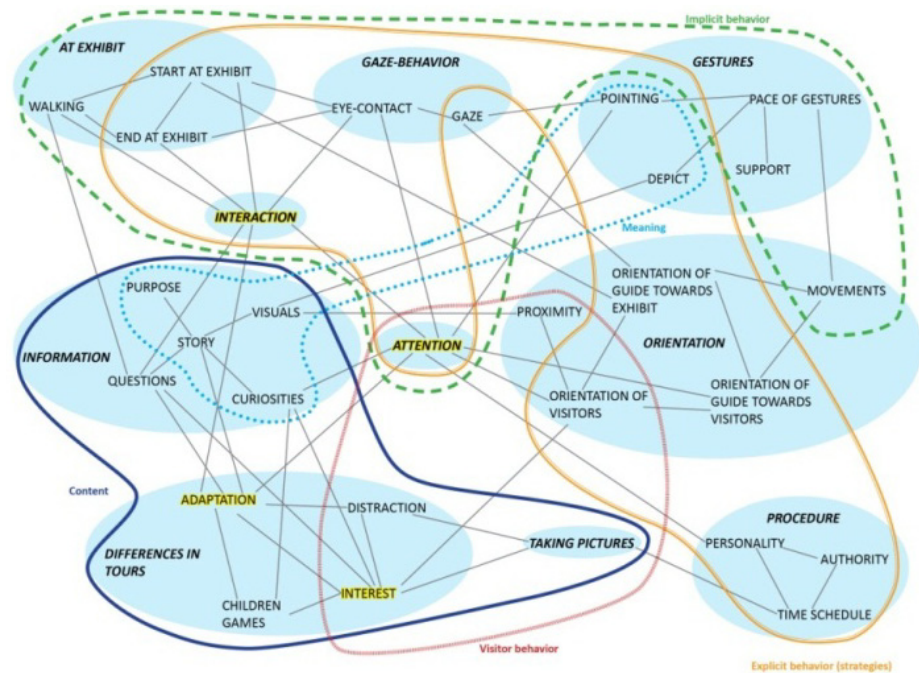 Implicit behavior
AT EXHIBIT
START AT EXHIBIT
WALKING
END AT EXHIBIT
GAZE-BEHAVIOR
EYE-CONTACT
GAZE
GESTURES
POINTING
PACE OF GESTURES
DEPICT
SUPPORT
INTERACTION
Meaning
PURPOSE
VISUALS
STORY
INFORMATION
QUESTIONS
CURIOSITIES
ATTENTION
PROXIMITY
ORIENTATION OF
GUIDE TOWARDS
EXHIBIT
MOVEMENTS
ORIENTATION
ORIENTATION OF
VISITORS
ORIENTATION OF
GUIDE TOWARDS
VISITORS
Content
ADAPTATION
DISTRACTION
DIFFERENCES IN
TOURS
TAKING PICTURES
INTEREST
CHILDREN
GAMES
PROCEDURE
PERSONALITY
AUTHORITY
TIME SCHEDULE
Visitor behavior
Explicit behavior (strategies)